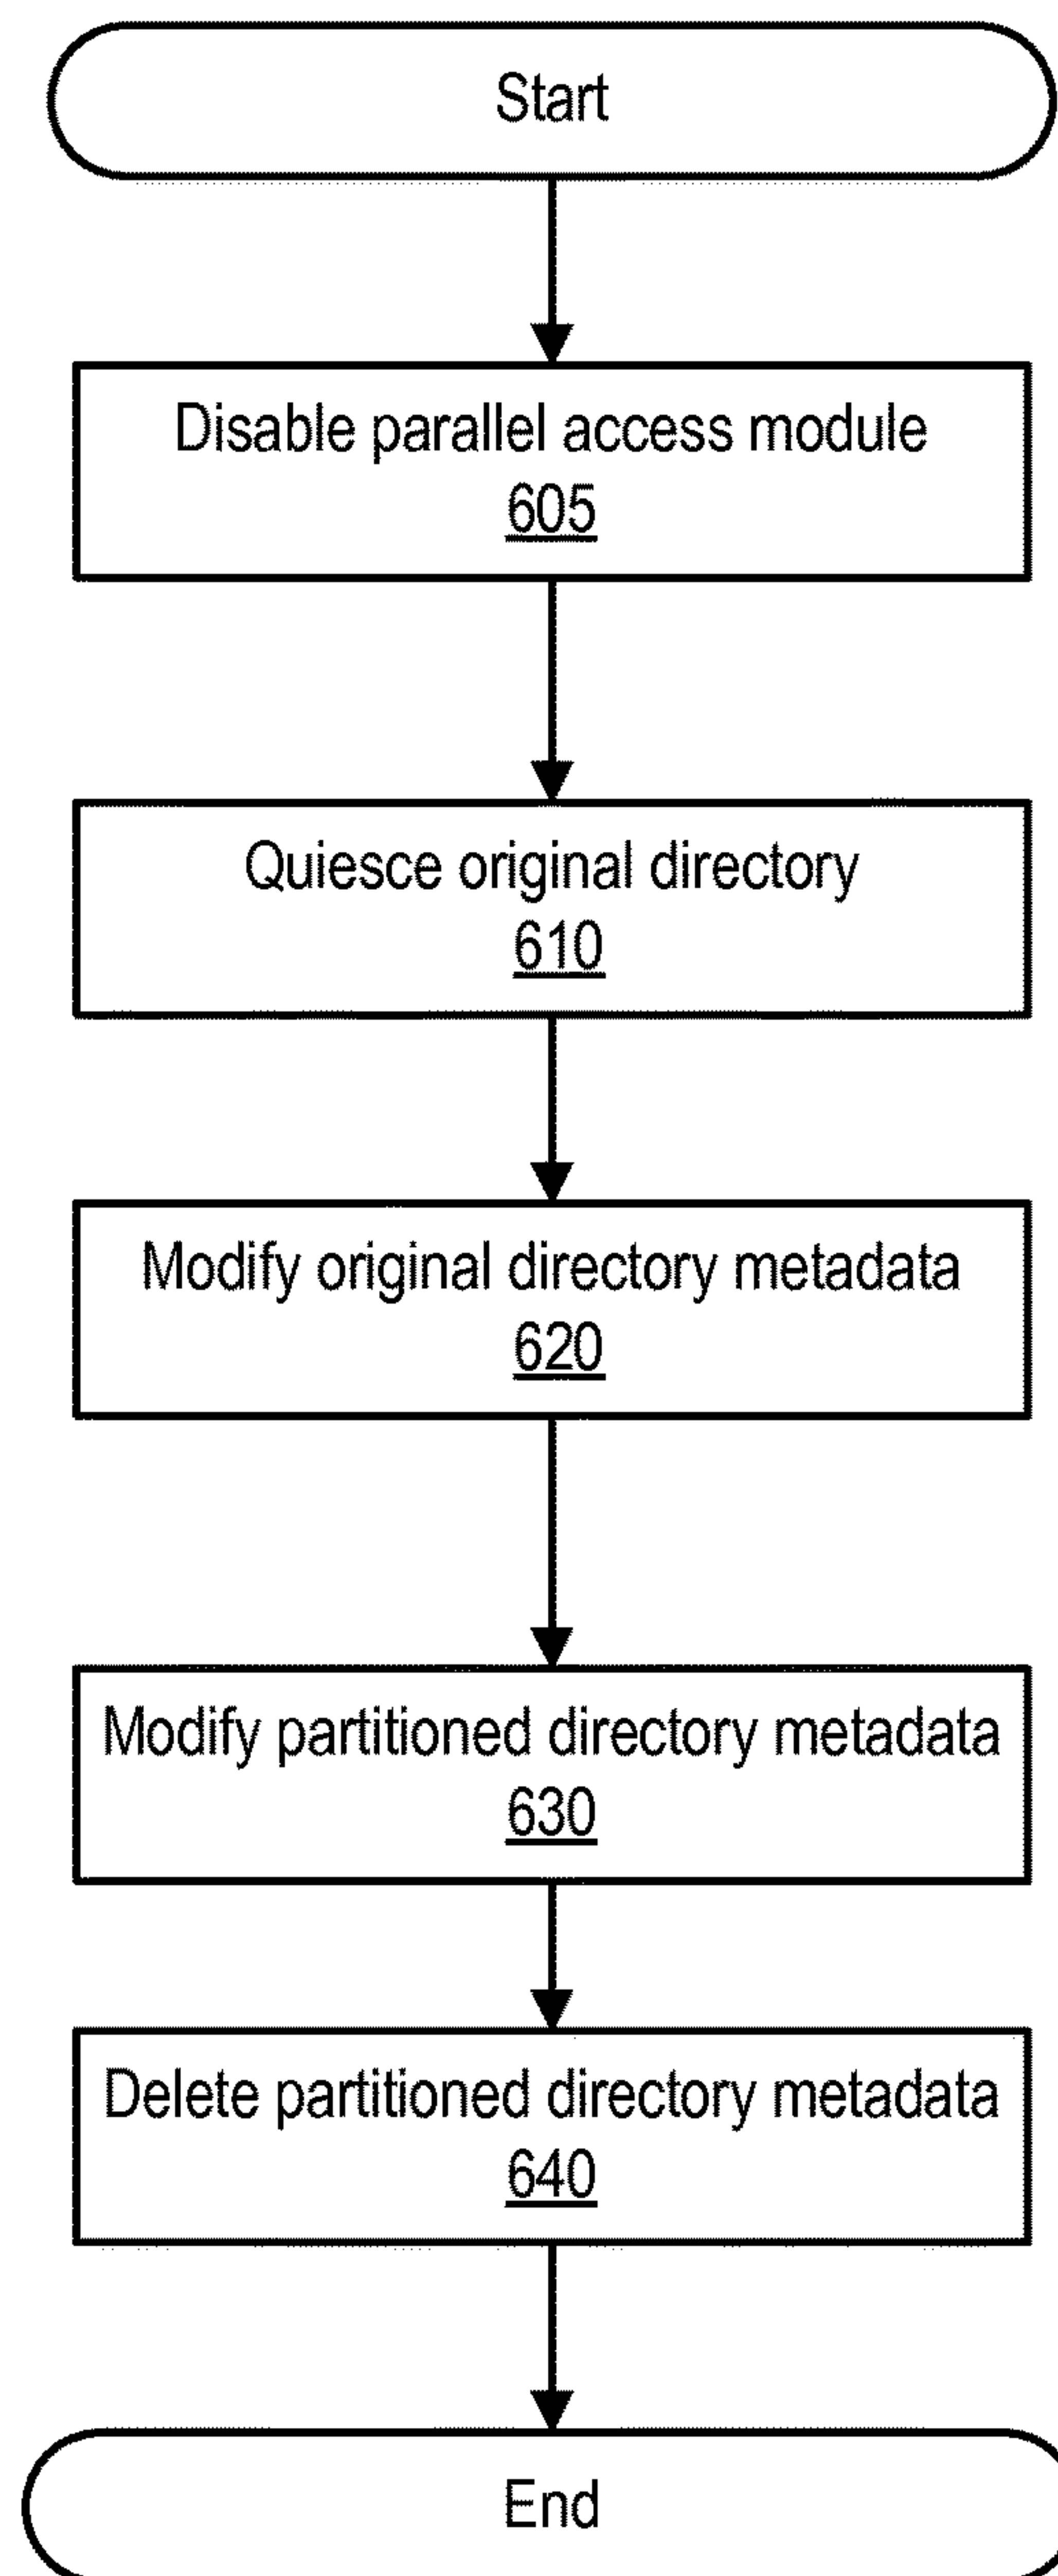 Start
Disable parallel access module
605
Quiesce original directory
610
Modify original directory metadata
620
Modify partitioned directory metadata
630
Delete partitioned directory metadata
640
End